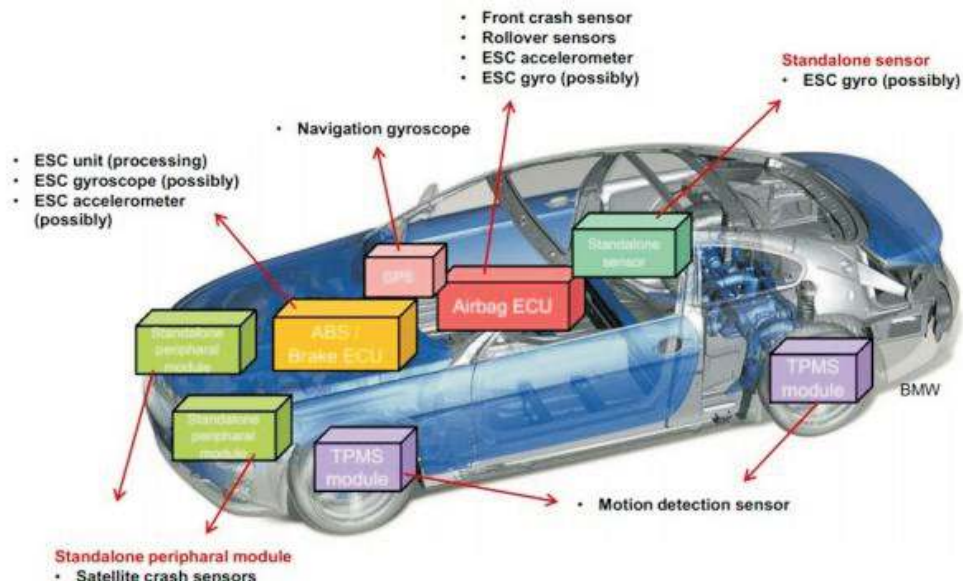 • Front crash sensor
• Rollover sensors
• ESC accelerometer
• ESC gyro (possibly)
Standalone sensor
• ESC gyro (possibly)
• Navigation gyroscope
• ESC unit (processing)
• ESC gyroscope (possibly)
• ESC accelerometer
(possibly)
Standalone
sensor
GPS
Airbag ECU
ABS /
Brake ECU
Standalone
peripharal
module
TPMS
module
BMW
Standalone
peripharal
module
TPMS
module
• Motion detection sensor
Standalone peripharal module
• Satellite crash sensors